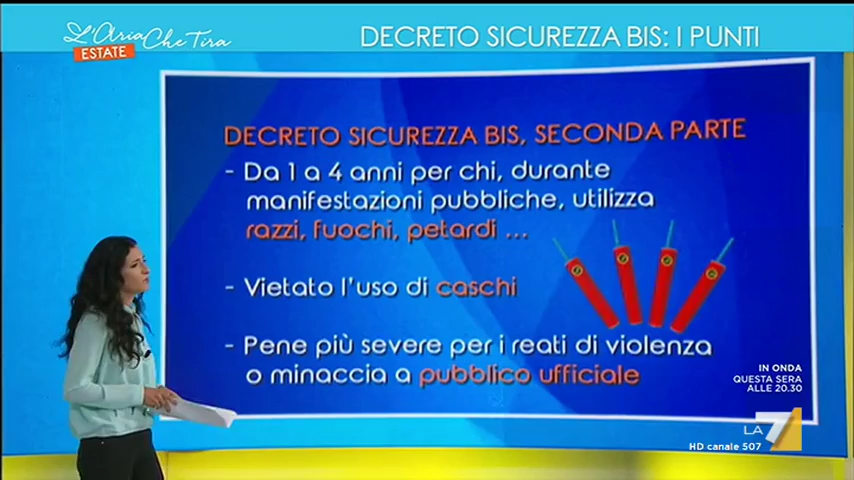 L'Aria Che Tira
ESTATE
DECRETO SICUREZZA BIS: I PUNTI
DECRETO SICUREZZA BIS, SECONDA PARTE
- Da 1 a 4 anni per chi, durante
manifestazioni pubbliche, utilizza
razzi, fuochi, petardi ...
- Vietato l'uso di caschi
- Pene più severe per i reati di violenza
o minaccia a pubblico ufficiale
IN ONDA
QUESTA SERA
ALLE 20.30
LA7
HD canale 507